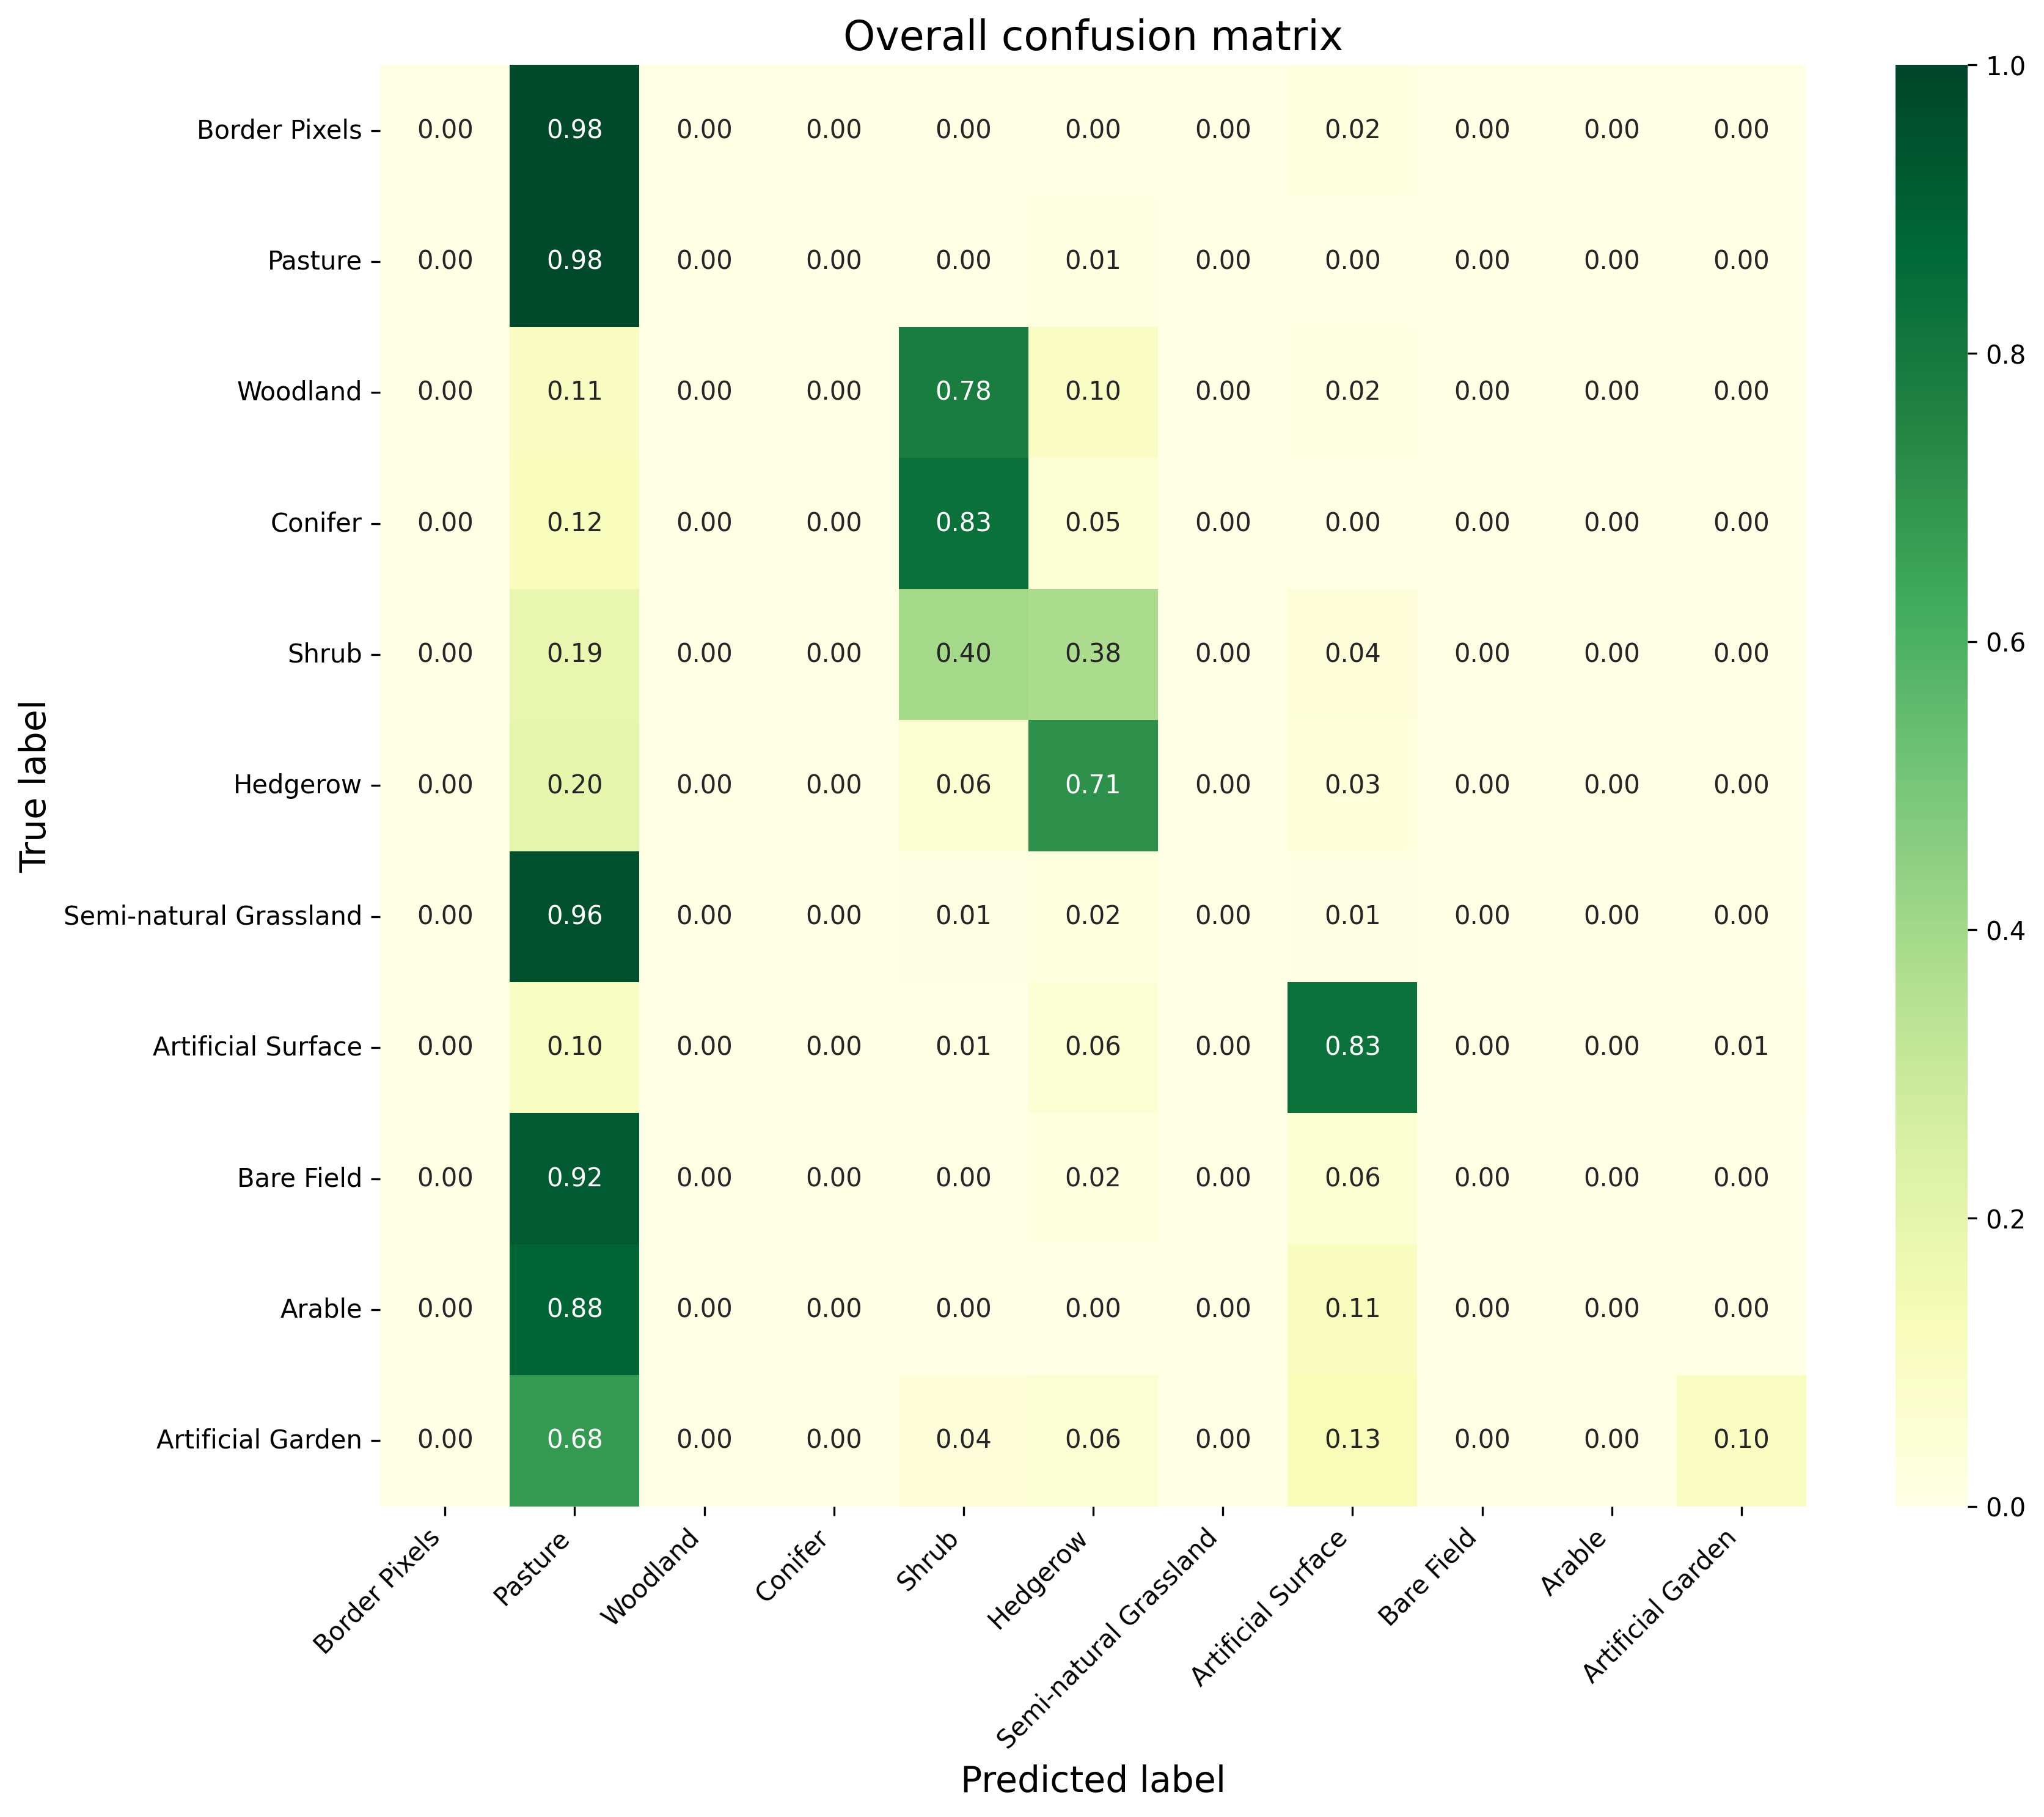 Overall confusion matrix
Border Pixels 0.00 0.98 0.00 0.00 0.00 0.00 0.00 0.02 0.00 0.00 0.00
Pasture 0.00 0.98 0.00 0.00 0.00 0.01 0.00 0.00 0.00 0.00 0.00
Woodland 0.00 0.11 0.00 0.00 0.78 0.10 0.00 0.02 0.00 0.00 0.00
Conifer 0.00 0.12 0.00 0.00 0.83 0.05 0.00 0.00 0.00 0.00 0.00
Shrub 0.00 0.19 0.00 0.00 0.40 0.38 0.00 0.04 0.00 0.00 0.00
Hedgerow 0.00 0.20 0.00 0.00 0.06 0.71 0.00 0.03 0.00 0.00 0.00
Semi-natural Grassland 0.00 0.96 0.00 0.00 0.01 0.02 0.00 0.01 0.00 0.00 0.00
Artificial Surface 0.00 0.10 0.00 0.00 0.01 0.06 0.00 0.83 0.00 0.00 0.01
Bare Field 0.00 0.92 0.00 0.00 0.00 0.02 0.00 0.06 0.00 0.00 0.00
Arable 0.00 0.88 0.00 0.00 0.00 0.00 0.00 0.11 0.00 0.00 0.00
Artificial Garden 0.00 0.68 0.00 0.00 0.04 0.06 0.00 0.13 0.00 0.00 0.10
True label
Border Pixels
Pasture
Woodland
Conifer
Shrub
Hedgerow
Semi-natural Grassland
Artificial Surface
Bare Field
Arable
Artificial Garden
Predicted label
1.0
0.8
0.6
0.4
0.2
0.0